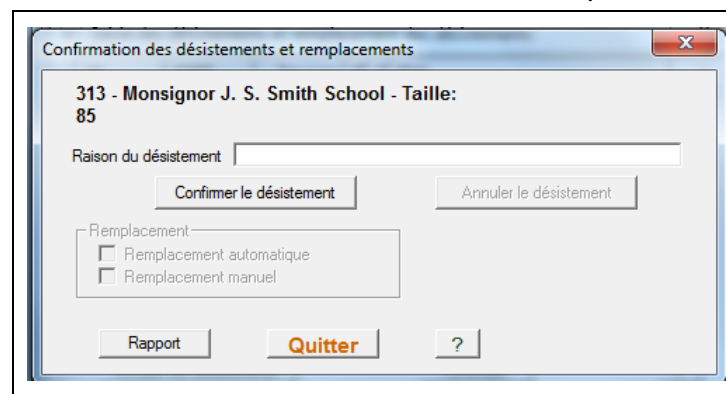 Confirmation des désistements et remplacements
313 - Monsignor J. S. Smith School - Taille:
85
Raison du désistement
Confirmer le désistement
Annuler le désistement
Remplacement
Remplacement automatique
Remplacement manuel
Rapport
Quitter
?